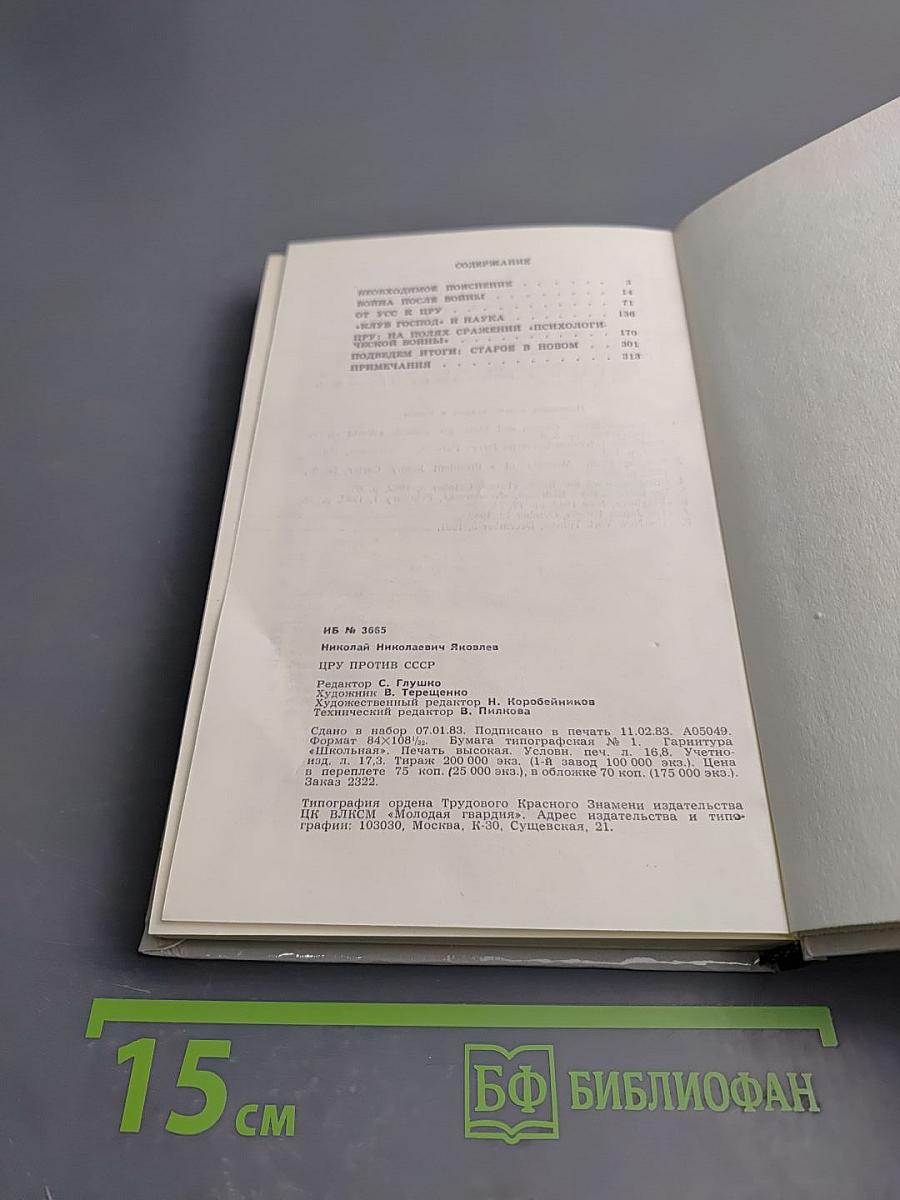 СОДЕРЖАНИЕ
НЕОБХОДИМОЕ ПОЯСНЕНИЕ . . . . . . 3
ВОЙНА ПОСЛЕ ВОЙНЫ . . . . . . . 14
ОТ УСС К ЦРУ . . . . . . . . . 71
«КЛУБ ГОСПОД» И НАУКА . . . . . . 136
ЦРУ: НА ПОЛЯХ СРАЖЕНИЙ «ПСИХОЛОГИ-
ЧЕСКОЙ ВОЙНЫ» . . . . . . . . 170
ПОДВЕДЕМ ИТОГИ: СТАРОЕ В НОВОМ . . 301
ПРИМЕЧАНИЯ . . . . . . . . . 313
ИБ № 3665
Николай Николаевич Яковлев
ЦРУ ПРОТИВ СССР
Редактор С. Глушко
Художник В. Терещенко
Художественный редактор Н. Коробейников
Технический редактор В. Пилкова
Сдано в набор 07.01.83. Подписано в печать 11.02.83. А05049.
Формат 84×108¹/₃₂. Бумага типографская № 1. Гарнитура
«Школьная». Печать высокая. Условн. печ. л. 16,8. Учетно-
изд. л. 17,3. Тираж 200 000 экз. (1-й завод 100 000 экз.). Цена
в переплете 75 коп. (25 000 экз.), в обложке 70 коп. (175 000 экз.).
Заказ 2322.
Типография ордена Трудового Красного Знамени издательства
ЦК ВЛКСМ «Молодая гвардия». Адрес издательства и типо-
графии: 103030, Москва, К-30, Сущевская, 21.
15 см
БФ БИБЛИОФАН